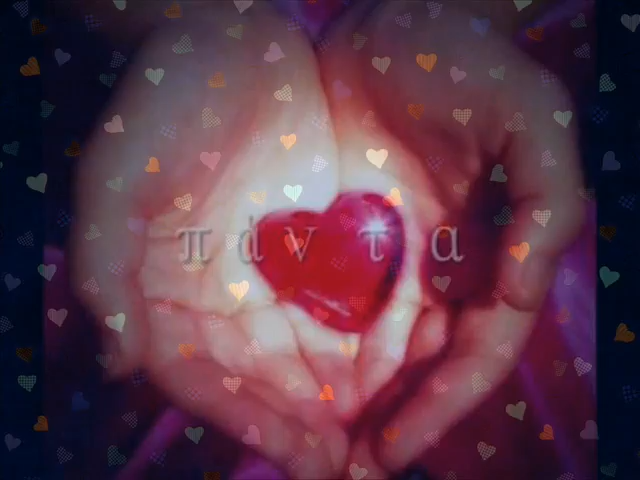 π ά ν τ α